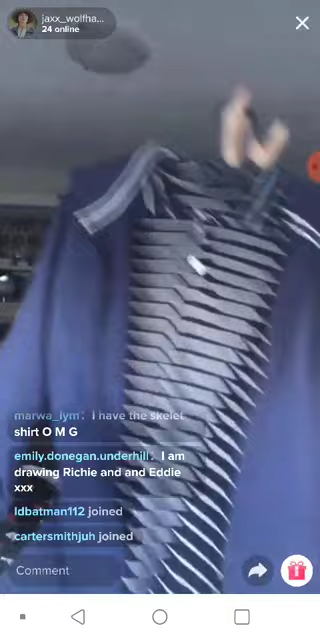 jaxx_wolfha...
24 online
marwa_lym: I have the skelet
shirt O M G
emily.donegan.underhill: I am
drawing Richie and and Eddie
xxx
ldbatman112 joined
cartersmithjuh joined
Comment